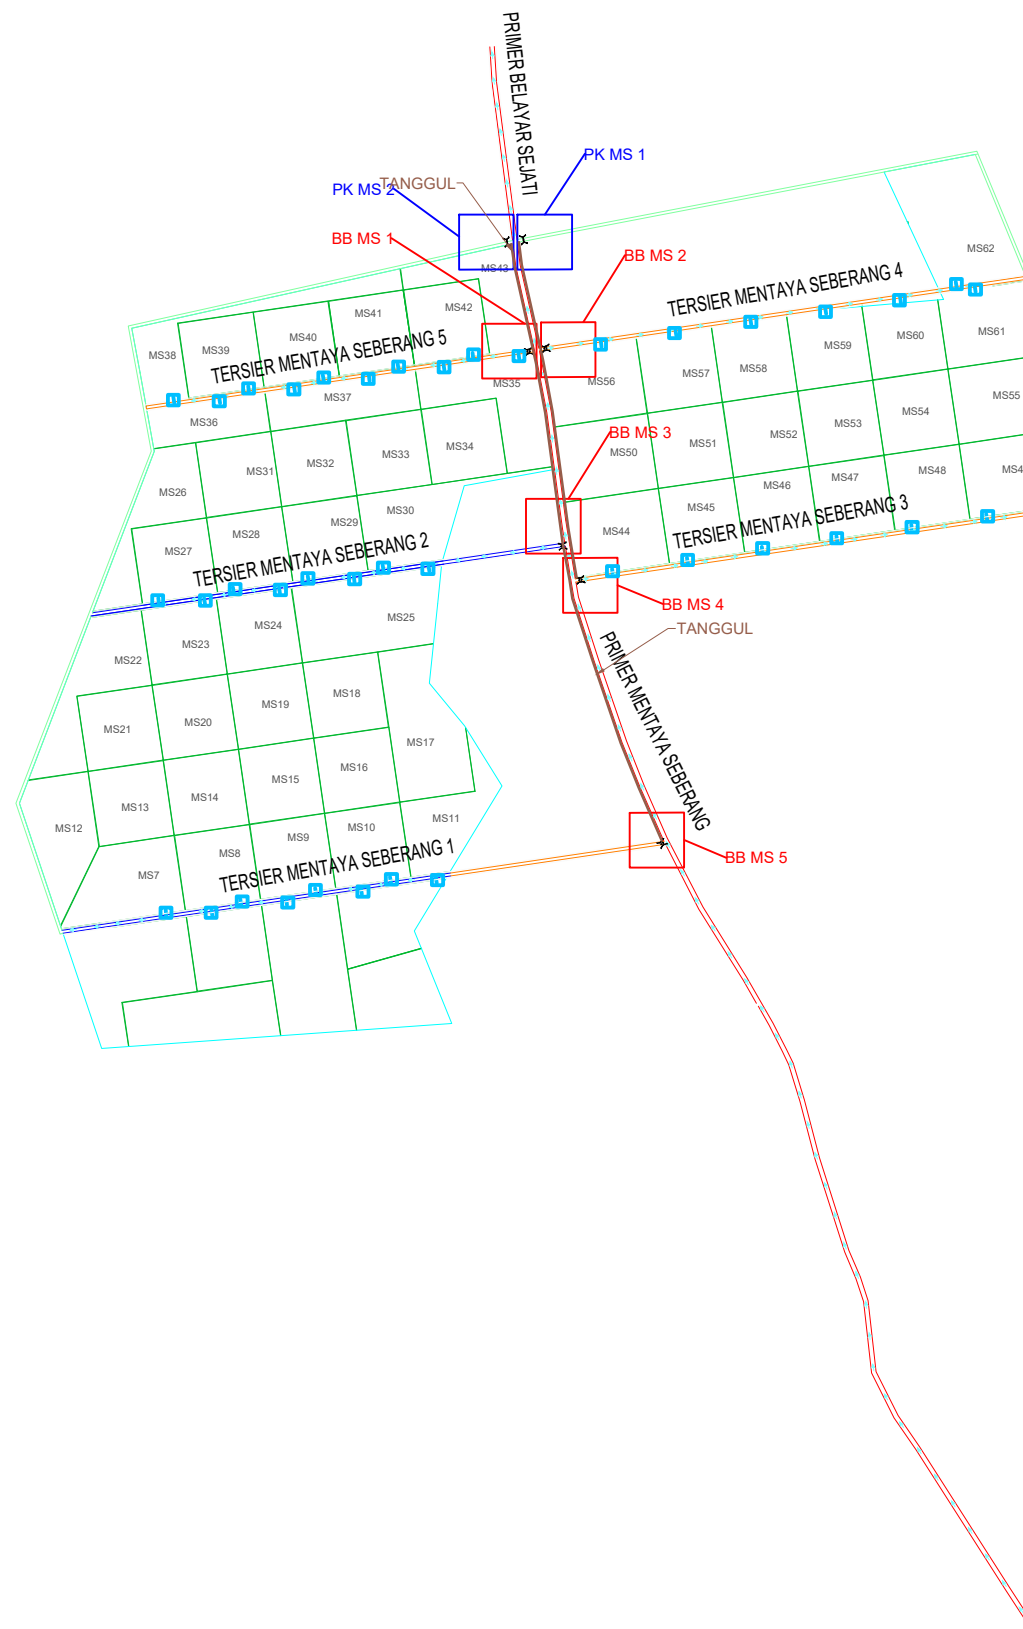 PRIMER BELAYAR SEJATI
PK MS 1
TANGGUL
PK MS 2
BB MS 1
BB MS 2
MS62
MS43
TERSIER MENTAYA SEBERANG 4
MS42
MS41
MS40
MS39
MS38
MS61
MS60
MS59
MS58
MS57
MS56
TERSIER MENTAYA SEBERANG 5
MS35
MS37
MS36
MS55
MS54
MS53
MS52
MS51
MS50
BB MS 3
MS34
MS33
MS32
MS31
MS26
MS48
MS47
MS46
MS45
MS44
TERSIER MENTAYA SEBERANG 3
MS30
MS29
MS28
MS27
TERSIER MENTAYA SEBERANG 2
BB MS 4
TANGGUL
MS25
MS24
MS23
MS22
PRIMER MENTAYA SEBERANG
MS18
MS19
MS20
MS21
MS17
MS16
MS15
MS14
MS13
MS12
MS11
MS10
MS9
MS8
MS7
TERSIER MENTAYA SEBERANG 1
BB MS 5